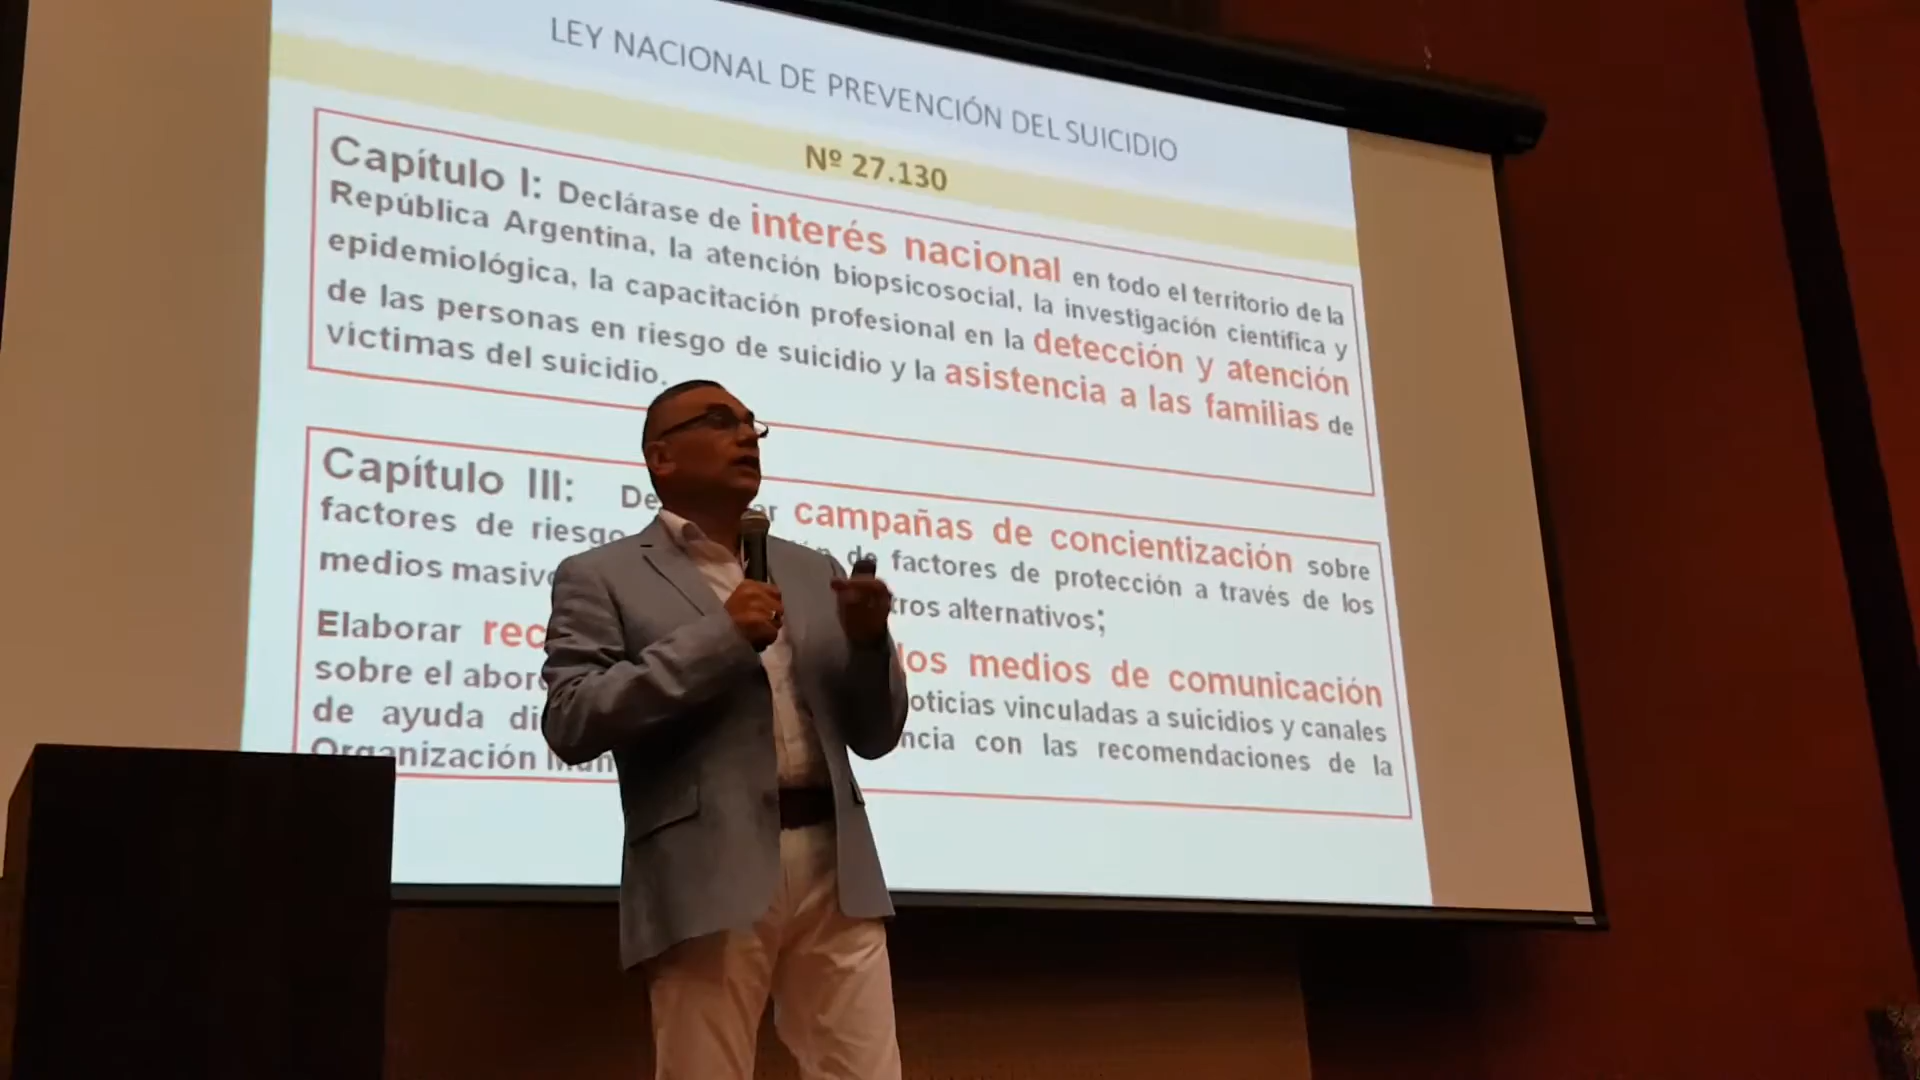 LEY NACIONAL DE PREVENCIÓN DEL SUICIDIO
Nº 27.130
Capítulo I: Declárase de interés nacional en todo el territorio de la
República Argentina, la atención biopsicosocial, la investigación científica y
epidemiológica, la capacitación profesional en la detección y atención
de las personas en riesgo de suicidio y la asistencia a las familias de
víctimas del suicidio.
Capítulo III: campañas de concientización sobre
factores de riesgo de factores de protección a través de los
medios alternativos;
Elaborar los medios de comunicación
sobre el vinculadas a suicidios y canales
de ayuda con las recomendaciones de la
Organización